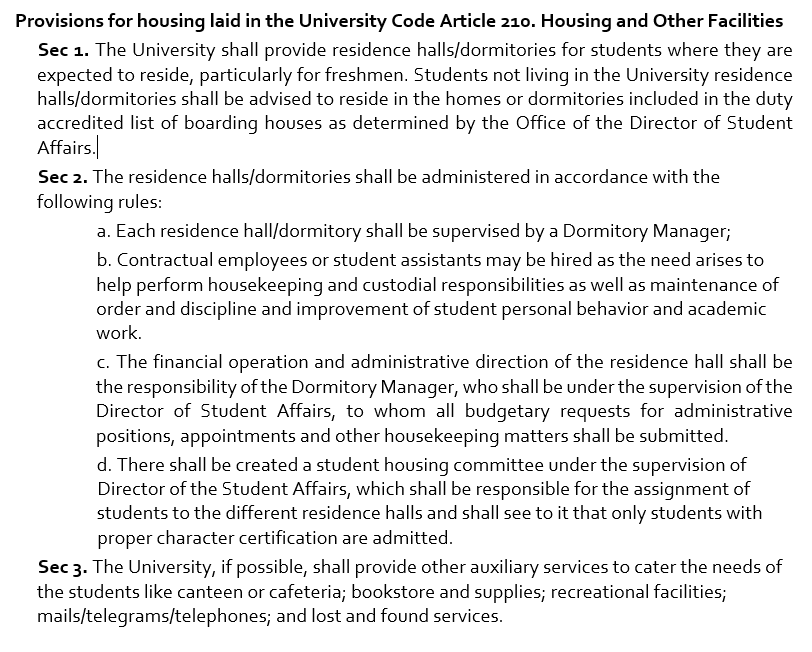 Provisions for housing laid in the University Code Article 210. Housing and Other Facilities
Sec 1. The University shall provide residence halls/dormitories for students where they are
expected to reside, particularly for freshmen. Students not living in the University residence
halls/dormitories shall be advised to reside in the homes or dormitories included in the duty
accredited list of boarding houses as determined by the Office of the Director of Student
Affairs.
Sec 2. The residence halls/dormitories shall be administered in accordance with the
following rules:
a. Each residence hall/dormitory shall be supervised by a Dormitory Manager;
b. Contractual employees or student assistants may be hired as the need arises to
help perform housekeeping and custodial responsibilities as well as maintenance of
order and discipline and improvement of student personal behavior and academic
work.
c. The financial operation and administrative direction of the residence hall shall be
the responsibility of the Dormitory Manager, who shall be under the supervision of the
Director of Student Affairs, to whom all budgetary requests for administrative
positions, appointments and other housekeeping matters shall be submitted.
d. There shall be created a student housing committee under the supervision of
Director of the Student Affairs, which shall be responsible for the assignment of
students to the different residence halls and shall see to it that only students with
proper character certification are admitted.
Sec 3. The University, if possible, shall provide other auxiliary services to cater the needs of
the students like canteen or cafeteria; bookstore and supplies; recreational facilities;
mails/telegrams/telephones; and lost and found services.